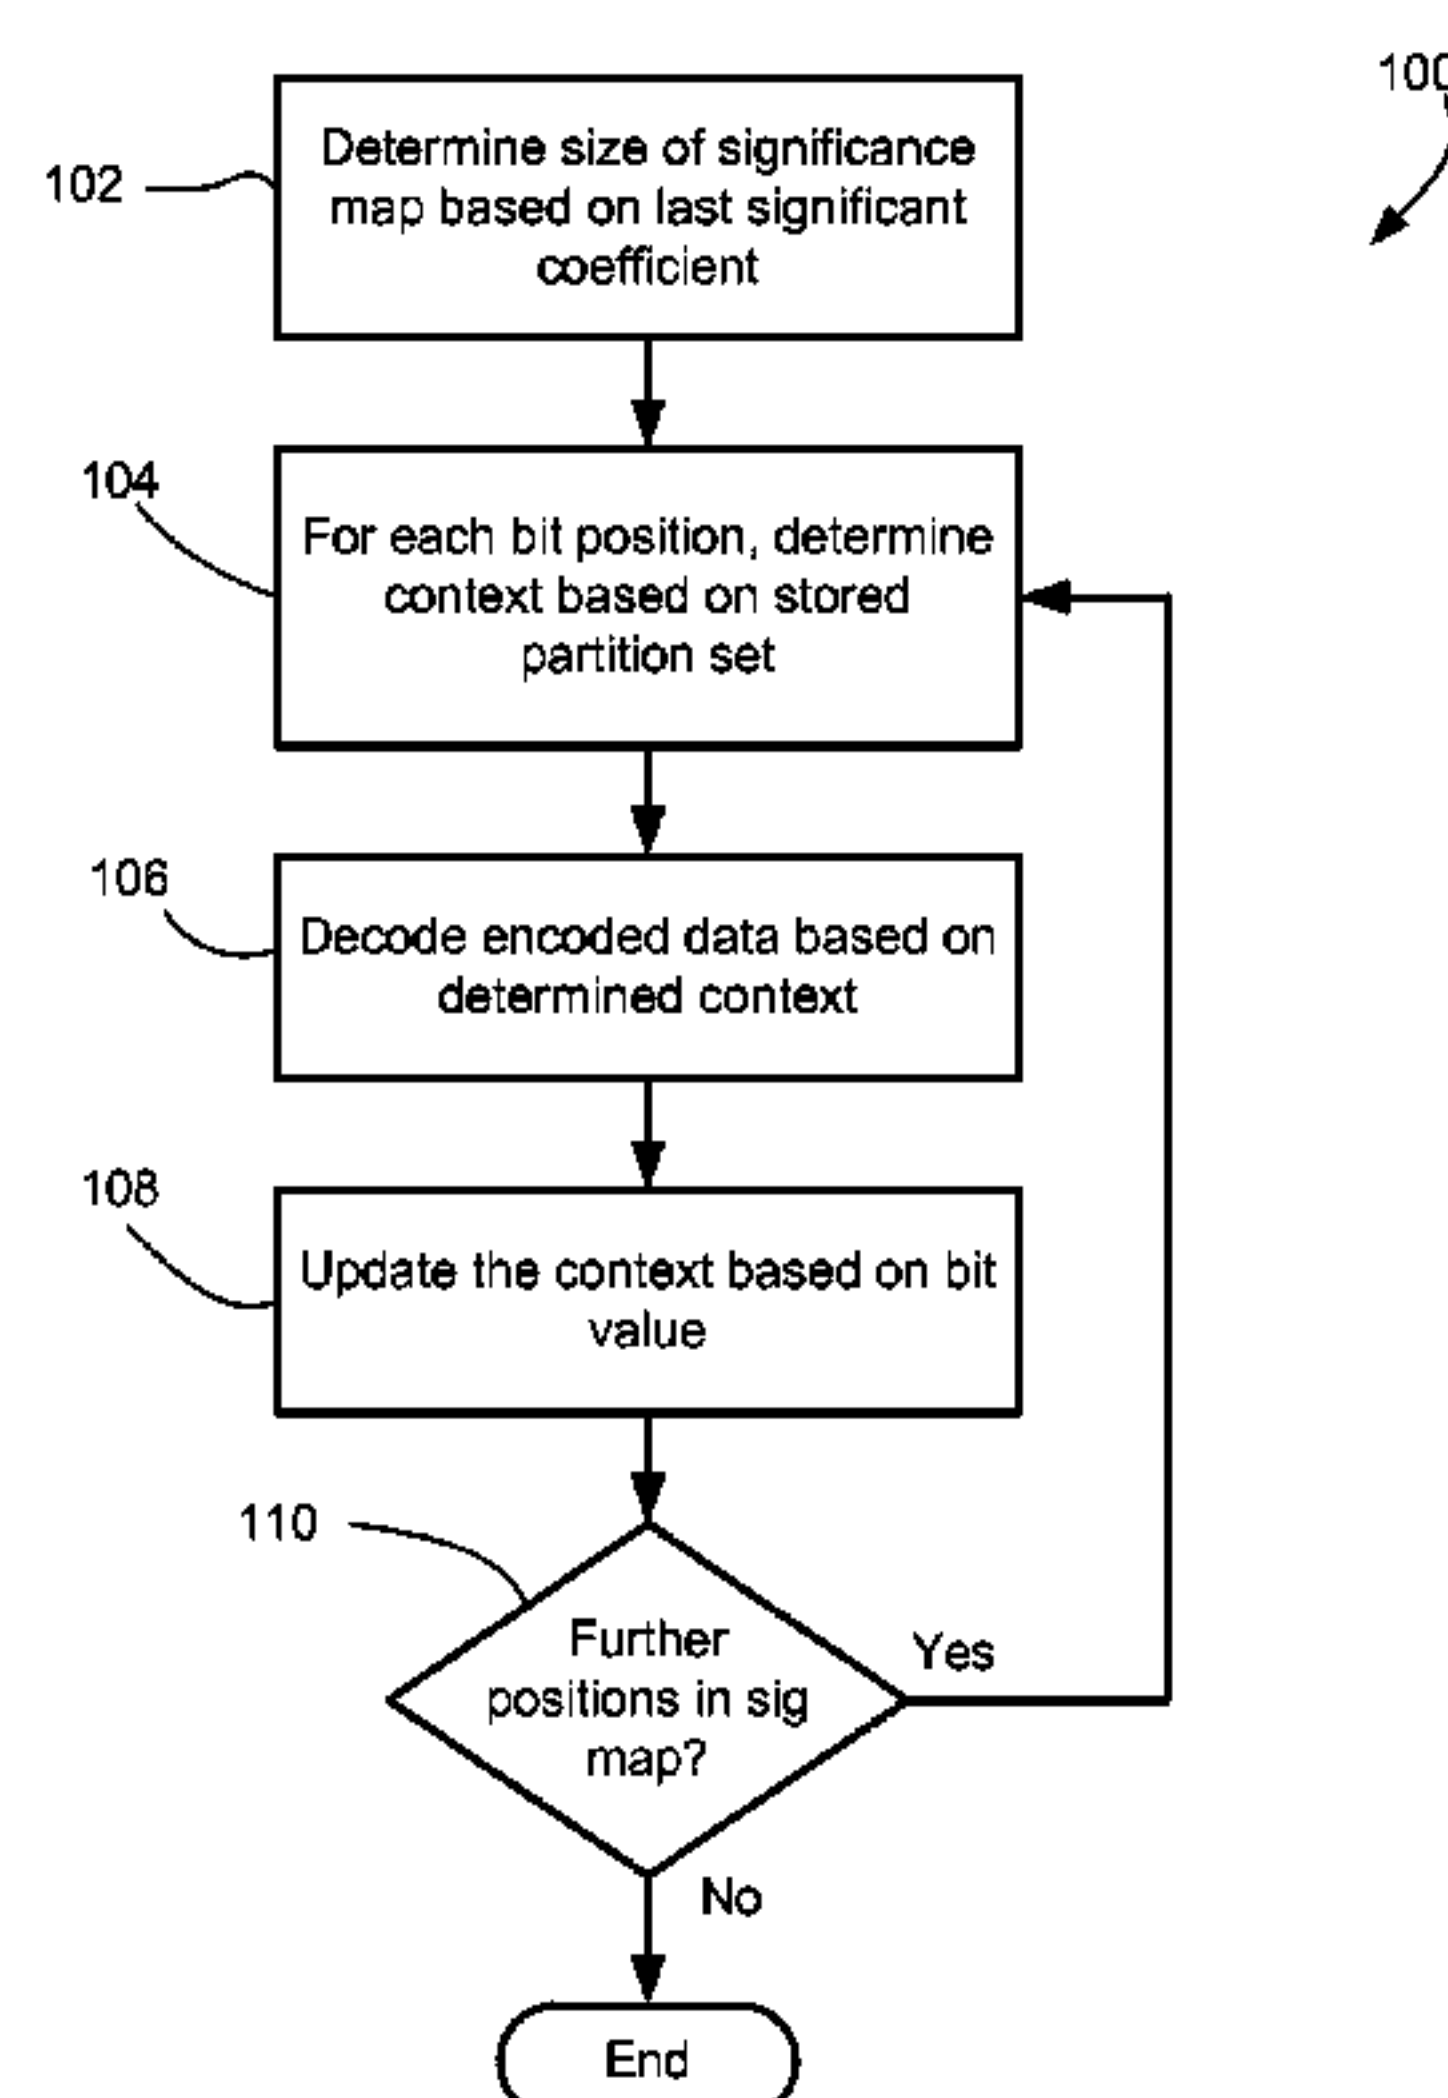 100
102
Determine size of significance
map based on last significant
coefficient
104
For each bit position, determine
context based on stored
partition set
106
Decode encoded data based on
determined context
108
Update the context based on bit
value
110
Further
positions in sig
map?
Yes
No
End